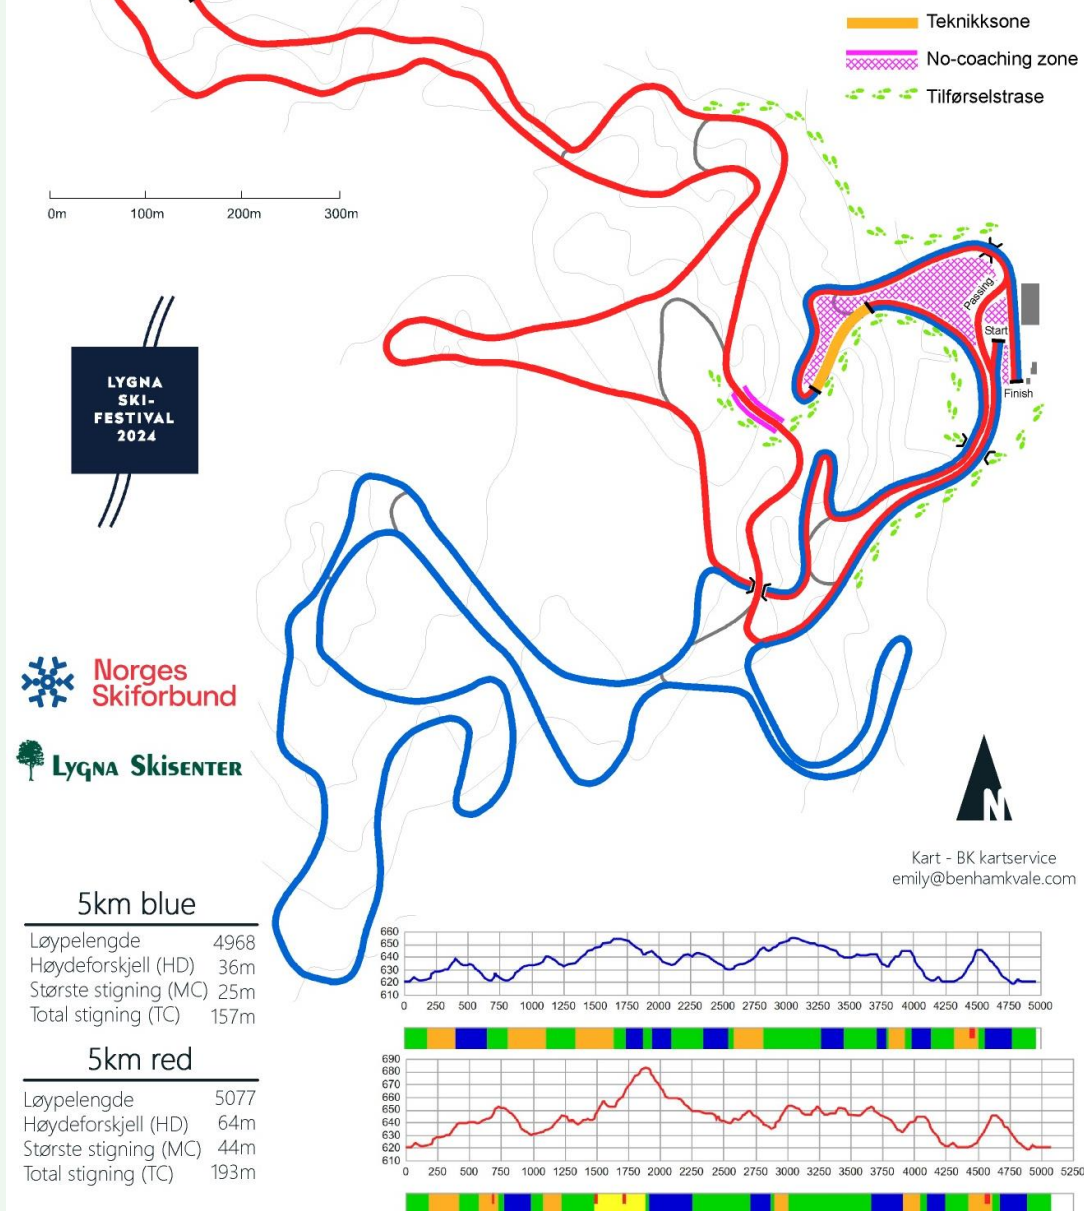 Teknikksone
No-coaching zone
Tilførselstrase
0m 100m 200m 300m
Passing
Start
Finish
LYGNA
SKI-
FESTIVAL
2024
Norges
Skiforbund
LYGNA SKISENTER
N
Kart - BK kartservice
emily@benhamkvale.com
5km blue
Løypelengde 4968
Høydeforskjell (HD) 36m
Største stigning (MC) 25m
Total stigning (TC) 157m
660
650
640
630
620
610
0 250 500 750 1000 1250 1500 1750 2000 2250 2500 2750 3000 3250 3500 3750 4000 4250 4500 4750 5000
5km red
Løypelengde 5077
Høydeforskjell (HD) 64m
Største stigning (MC) 44m
Total stigning (TC) 193m
690
680
670
660
650
640
630
620
610
0 250 500 750 1000 1250 1500 1750 2000 2250 2500 2750 3000 3250 3500 3750 4000 4250 4500 4750 5000 5250